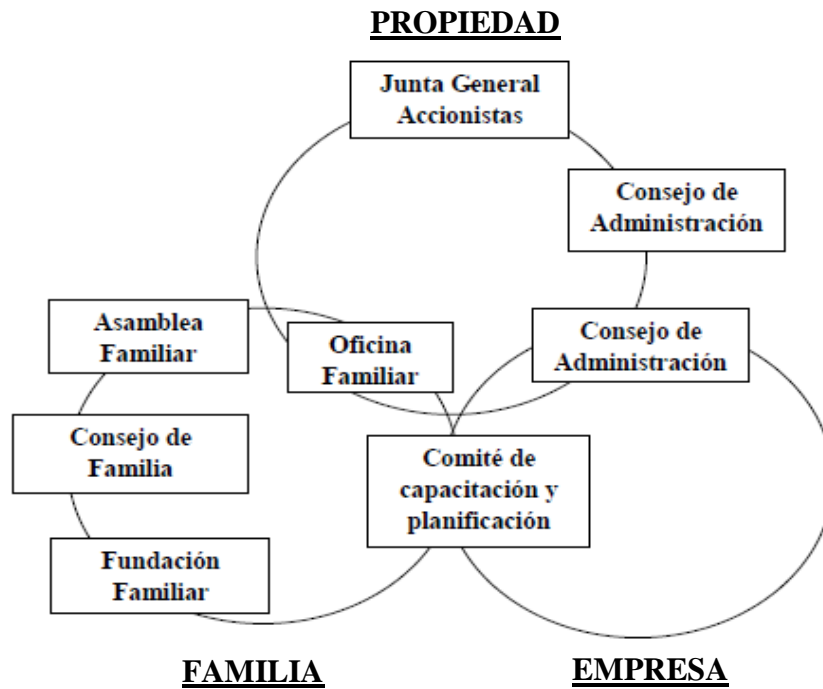 PROPIEDAD
Junta General
Accionistas
Consejo de
Administración
Asamblea
Familiar
Oficina
Familiar
Consejo de
Administración
Consejo de
Familia
Comité de
capacitación y
planificación
Fundación
Familiar
FAMILIA
EMPRESA